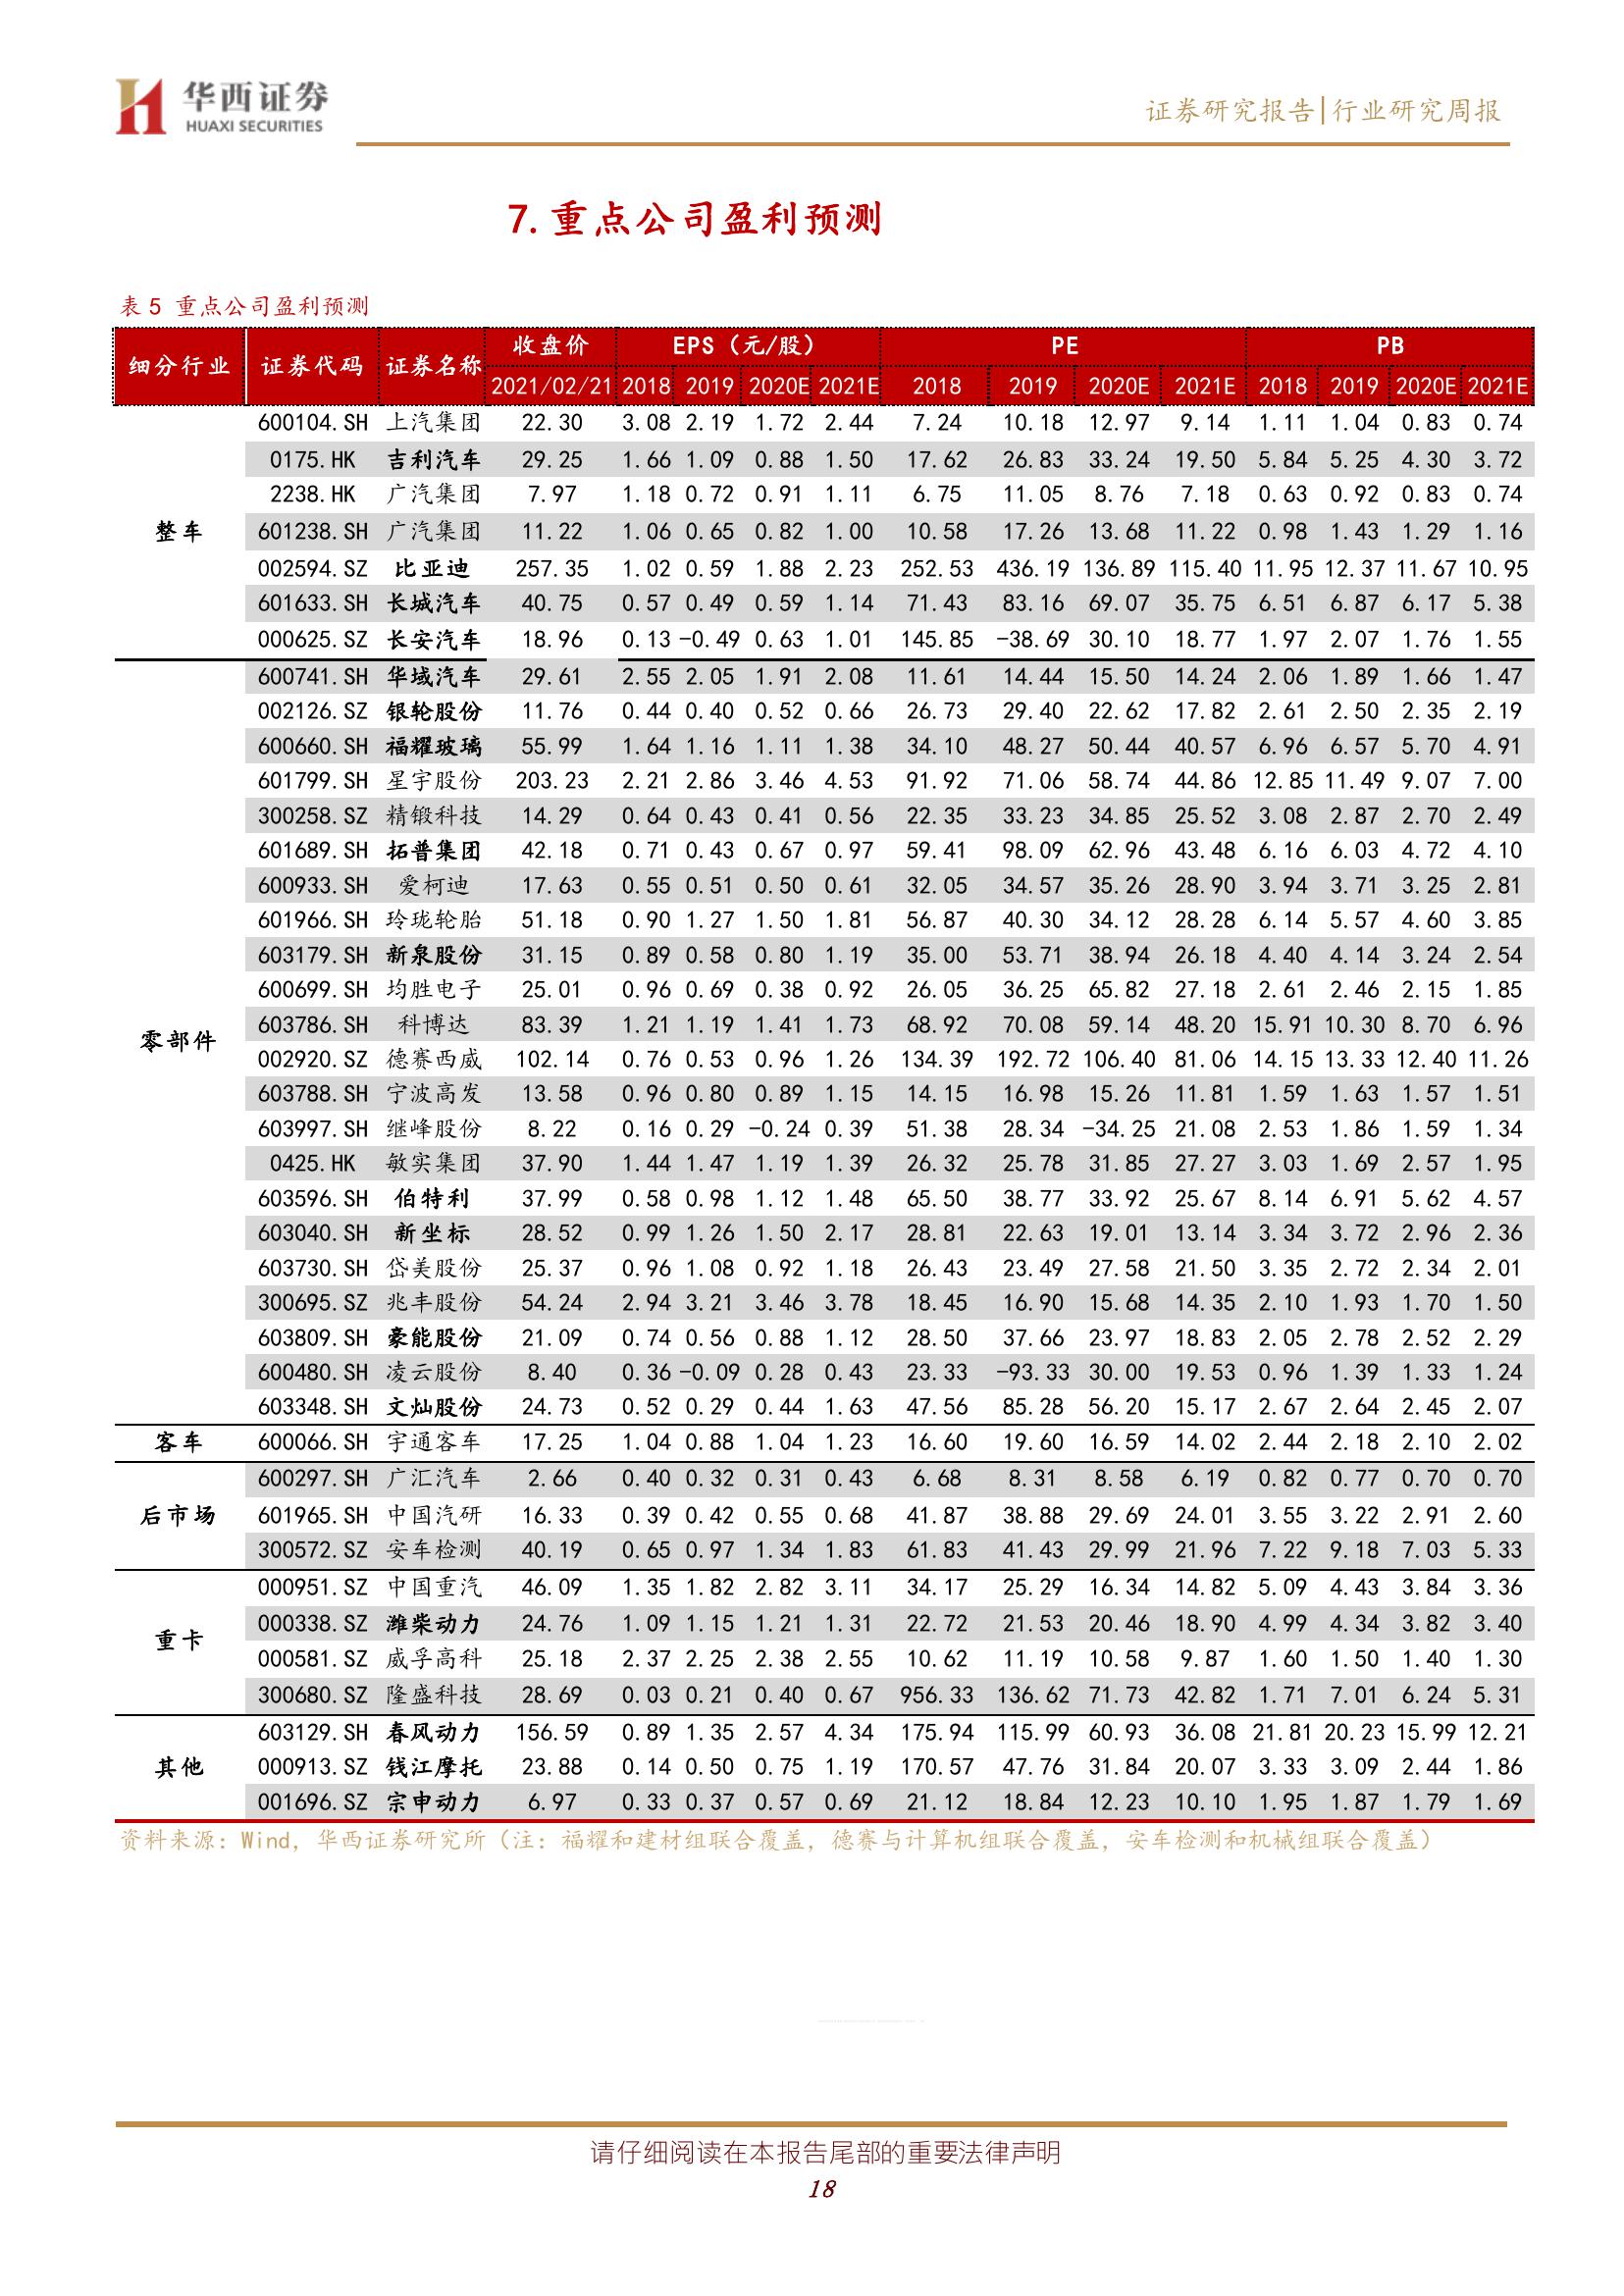 华西证券
HUAXI SECURITIES
证券研究报告|行业研究周报
7.重点公司盈利预测
表 5 重点公司盈利预测
细分行业 证券代码 证券名称 收盘价 EPS（元/股） PE PB
2021/02/21 2018 2019 2020E 2021E 2018 2019 2020E 2021E 2018 2019 2020E 2021E
600104.SH 上汽集团 22.30 3.08 2.19 1.72 2.44 7.24 10.18 12.97 9.14 1.11 1.04 0.83 0.74
0175.HK 吉利汽车 29.25 1.66 1.09 0.88 1.50 17.62 26.83 33.24 19.50 5.84 5.25 4.30 3.72
2238.HK 广汽集团 7.97 1.18 0.72 0.91 1.11 6.75 11.05 8.76 7.18 0.63 0.92 0.83 0.74
整车 601238.SH 广汽集团 11.22 1.06 0.65 0.82 1.00 10.58 17.26 13.68 11.22 0.98 1.43 1.29 1.16
002594.SZ 比亚迪 257.35 1.02 0.59 1.88 2.23 252.53 436.19 136.89 115.40 11.95 12.37 11.67 10.95
601633.SH 长城汽车 40.75 0.57 0.49 0.59 1.14 71.43 83.16 69.07 35.75 6.51 6.87 6.17 5.38
000625.SZ 长安汽车 18.96 0.13 -0.49 0.63 1.01 145.85 -38.69 30.10 18.77 1.97 2.07 1.76 1.55
600741.SH 华域汽车 29.61 2.55 2.05 1.91 2.08 11.61 14.44 15.50 14.24 2.06 1.89 1.66 1.47
002126.SZ 银轮股份 11.76 0.44 0.40 0.52 0.66 26.73 29.40 22.62 17.82 2.61 2.50 2.35 2.19
600660.SH 福耀玻璃 55.99 1.64 1.16 1.11 1.38 34.10 48.27 50.44 40.57 6.96 6.57 5.70 4.91
601799.SH 星宇股份 203.23 2.21 2.86 3.46 4.53 91.92 71.06 58.74 44.86 12.85 11.49 9.07 7.00
300258.SZ 精锻科技 14.29 0.64 0.43 0.41 0.56 22.35 33.23 34.85 25.52 3.08 2.87 2.70 2.49
601689.SH 拓普集团 42.18 0.71 0.43 0.67 0.97 59.41 98.09 62.96 43.48 6.16 6.03 4.72 4.10
600933.SH 爱柯迪 17.63 0.55 0.51 0.50 0.61 32.05 34.57 35.26 28.90 3.94 3.71 3.25 2.81
601966.SH 玲珑轮胎 51.18 0.90 1.27 1.50 1.81 56.87 40.30 34.12 28.28 6.14 5.57 4.60 3.85
603179.SH 新泉股份 31.15 0.89 0.58 0.80 1.19 35.00 53.71 38.94 26.18 4.40 4.14 3.24 2.54
600699.SH 均胜电子 25.01 0.96 0.69 0.38 0.92 26.05 36.25 65.82 27.18 2.61 2.46 2.15 1.85
零部件 603786.SH 科博达 83.39 1.21 1.19 1.41 1.73 68.92 70.08 59.14 48.20 15.91 10.30 8.70 6.96
002920.SZ 德赛西威 102.14 0.76 0.53 0.96 1.26 134.39 192.72 106.40 81.06 14.15 13.33 12.40 11.26
603788.SH 宁波高发 13.58 0.96 0.80 0.89 1.15 14.15 16.98 15.26 11.81 1.59 1.63 1.57 1.51
603997.SH 继峰股份 8.22 0.16 0.29 -0.24 0.39 51.38 28.34 -34.25 21.08 2.53 1.86 1.59 1.34
0425.HK 敏实集团 37.90 1.44 1.47 1.19 1.39 26.32 25.78 31.85 27.27 3.03 1.69 2.57 1.95
603596.SH 伯特利 37.99 0.58 0.98 1.12 1.48 65.50 38.77 33.92 25.67 8.14 6.91 5.62 4.57
603040.SH 新坐标 28.52 0.99 1.26 1.50 2.17 28.81 22.63 19.01 13.14 3.34 3.72 2.96 2.36
603730.SH 岱美股份 25.37 0.96 1.08 0.92 1.18 26.43 23.49 27.58 21.50 3.35 2.72 2.34 2.01
300695.SZ 兆丰股份 54.24 2.94 3.21 3.46 3.78 18.45 16.90 15.68 14.35 2.10 1.93 1.70 1.50
603809.SH 豪能股份 21.09 0.74 0.56 0.88 1.12 28.50 37.66 23.97 18.83 2.05 2.78 2.52 2.29
600480.SH 凌云股份 8.40 0.36 -0.09 0.28 0.43 23.33 -93.33 30.00 19.53 0.96 1.39 1.33 1.24
603348.SH 文灿股份 24.73 0.52 0.29 0.44 1.63 47.56 85.28 56.20 15.17 2.67 2.64 2.45 2.07
客车 600066.SH 宇通客车 17.25 1.04 0.88 1.04 1.23 16.60 19.60 16.59 14.02 2.44 2.18 2.10 2.02
600297.SH 广汇汽车 2.66 0.40 0.32 0.31 0.43 6.68 8.31 8.58 6.19 0.82 0.77 0.70 0.70
后市场 601965.SH 中国汽研 16.33 0.39 0.42 0.55 0.68 41.87 38.88 29.69 24.01 3.55 3.22 2.91 2.60
300572.SZ 安车检测 40.19 0.65 0.97 1.34 1.83 61.83 41.43 29.99 21.96 7.22 9.18 7.03 5.33
000951.SZ 中国重汽 46.09 1.35 1.82 2.82 3.11 34.17 25.29 16.34 14.82 5.09 4.43 3.84 3.36
重卡 000338.SZ 潍柴动力 24.76 1.09 1.15 1.21 1.31 22.72 21.53 20.46 18.90 4.99 4.34 3.82 3.40
000581.SZ 威孚高科 25.18 2.37 2.25 2.38 2.55 10.62 11.19 10.58 9.87 1.60 1.50 1.40 1.30
300680.SZ 隆盛科技 28.69 0.03 0.21 0.40 0.67 956.33 136.62 71.73 42.82 1.71 7.01 6.24 5.31
603129.SH 春风动力 156.59 0.89 1.35 2.57 4.34 175.94 115.99 60.93 36.08 21.81 20.23 15.99 12.21
其他 000913.SZ 钱江摩托 23.88 0.14 0.50 0.75 1.19 170.57 47.76 31.84 20.07 3.33 3.09 2.44 1.86
001696.SZ 宗申动力 6.97 0.33 0.37 0.57 0.69 21.12 18.84 12.23 10.10 1.95 1.87 1.79 1.69
资料来源：Wind，华西证券研究所（注：福耀和建材组联合覆盖，德赛与计算机组联合覆盖，安车检测和机械组联合覆盖）
请仔细阅读在本报告尾部的重要法律声明
18